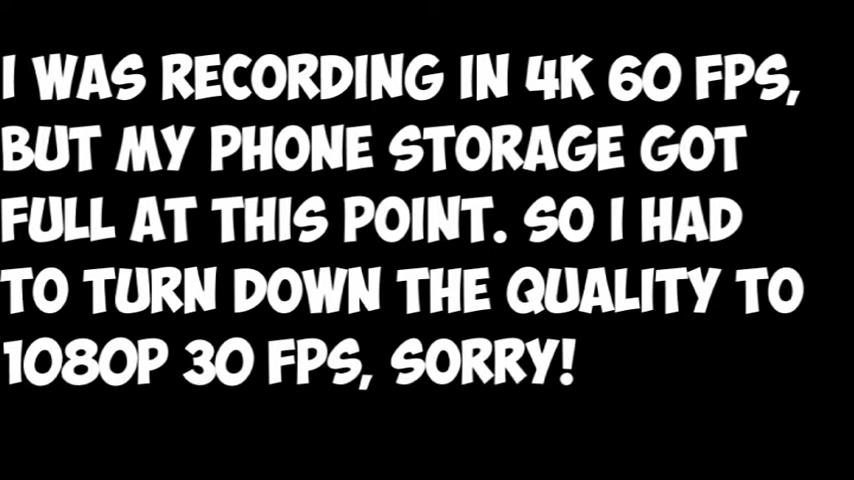 I WAS RECORDING IN 4K 60 FPS,
BUT MY PHONE STORAGE GOT
FULL AT THIS POINT. SO I HAD
TO TURN DOWN THE QUALITY TO
1080P 30 FPS, SORRY!